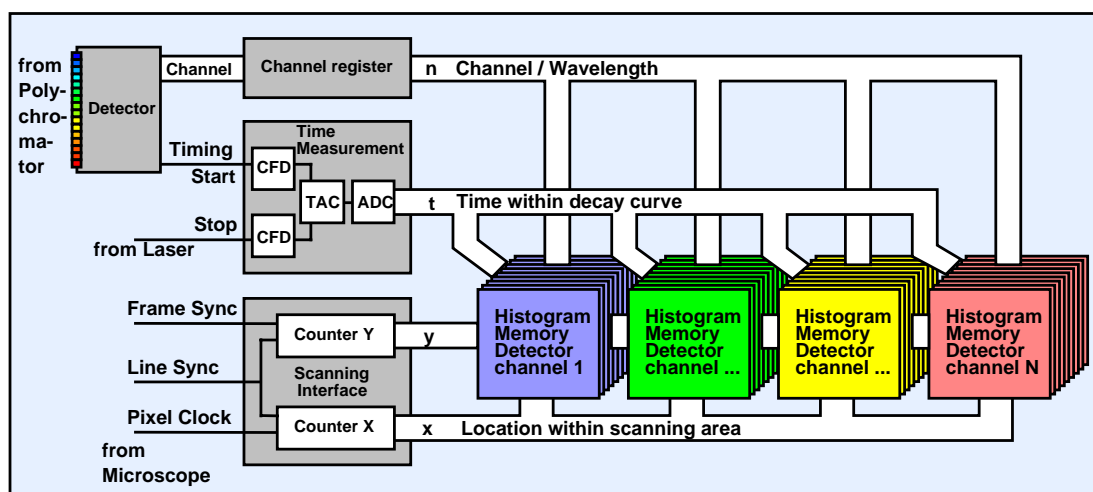 from
Poly-
chro-
ma-
tor
Detector
Channel
Channel register
n Channel / Wavelength
Timing
Start
Time
Measurement
CFD
TAC
ADC
t Time within decay curve
Stop
from Laser
CFD
Frame Sync
Counter Y
y
Line Sync
Scanning
Interface
Pixel Clock
Counter X
x Location within scanning area
from
Microscope
Histogram
Memory
Detector
channel 1
Histogram
Memory
Detector
channel ...
Histogram
Memory
Detector
channel ...
Histogram
Memory
Detector
channel N